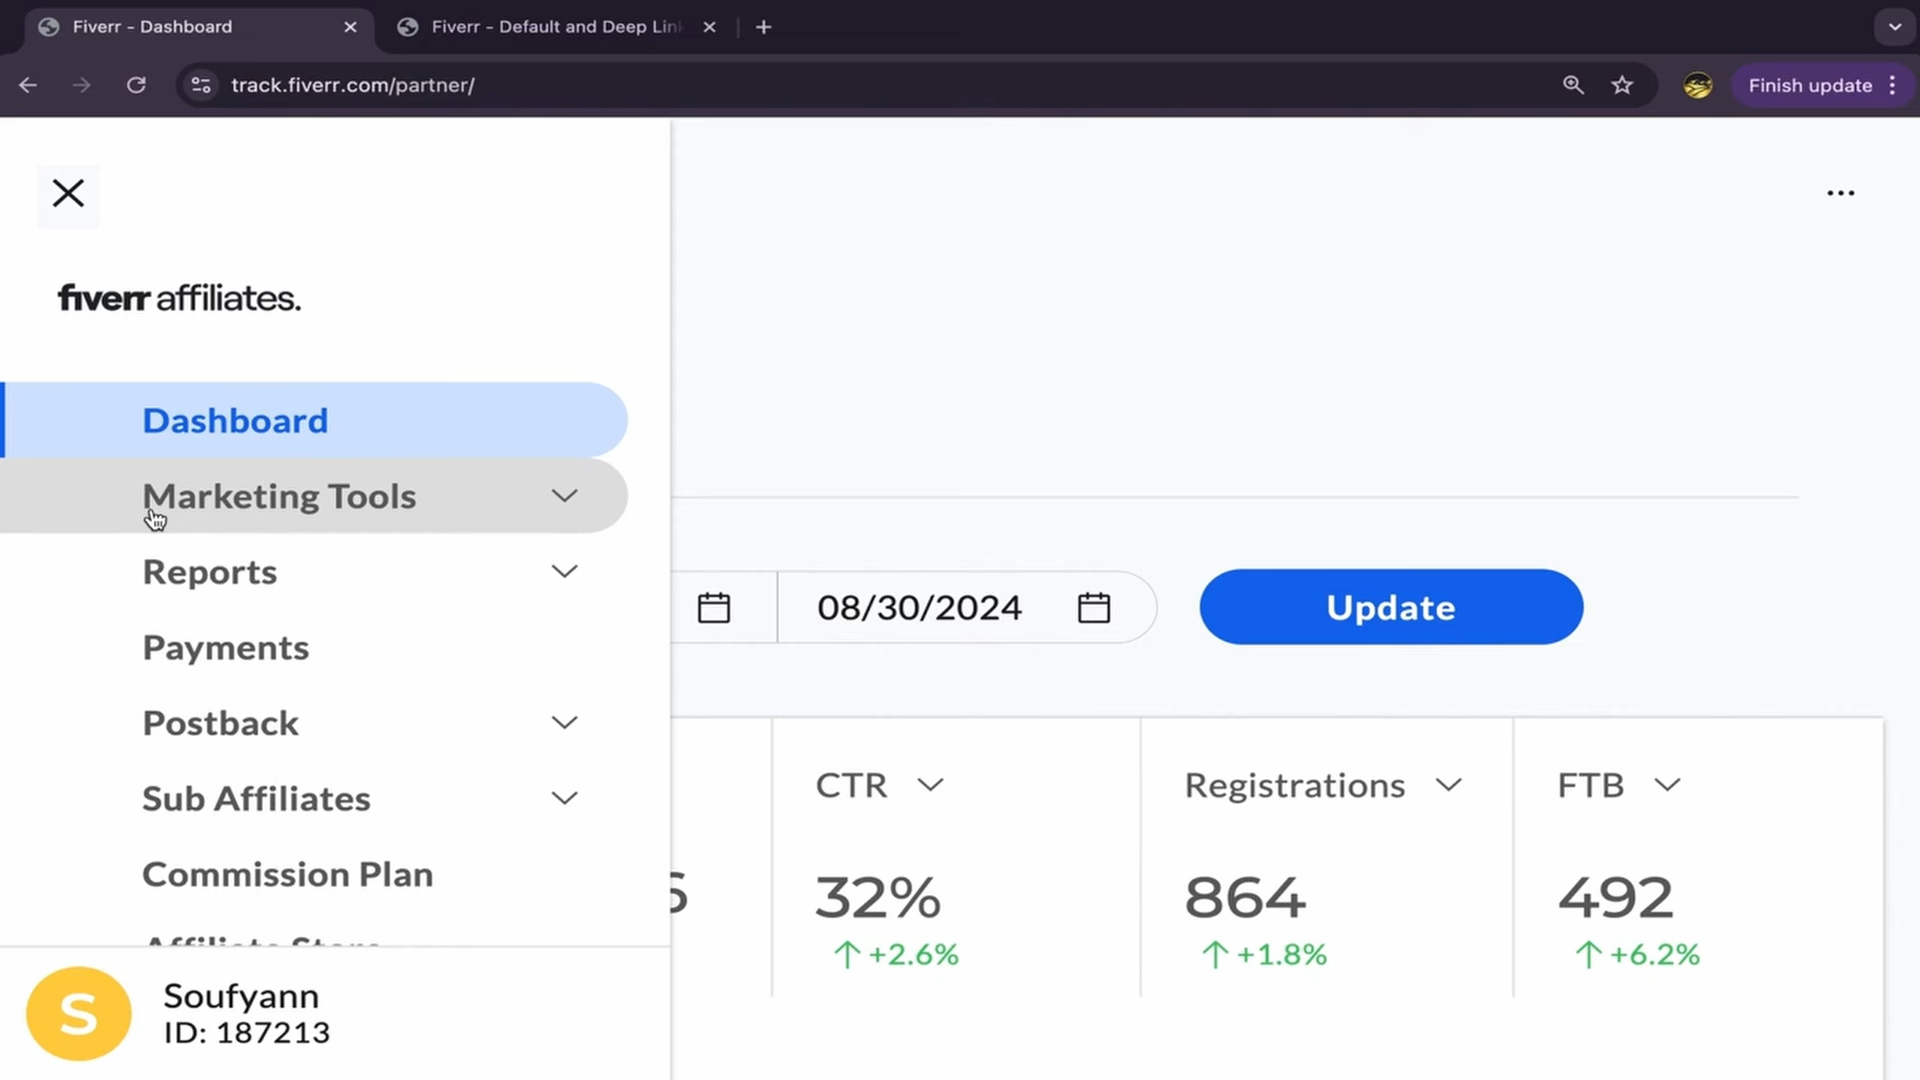 Fiverr - Dashboard
Fiverr - Default and Deep Lin
track.fiverr.com/partner/
Finish update
fiverr affiliates.
Dashboard
Marketing Tools
Reports
Payments
Postback
Sub Affiliates
Commission Plan
Affiliate Store
Soufyann
ID: 187213
S
08/30/2024
Update
CTR
Registrations
FTB
32%
864
492
+2.6%
+1.8%
+6.2%